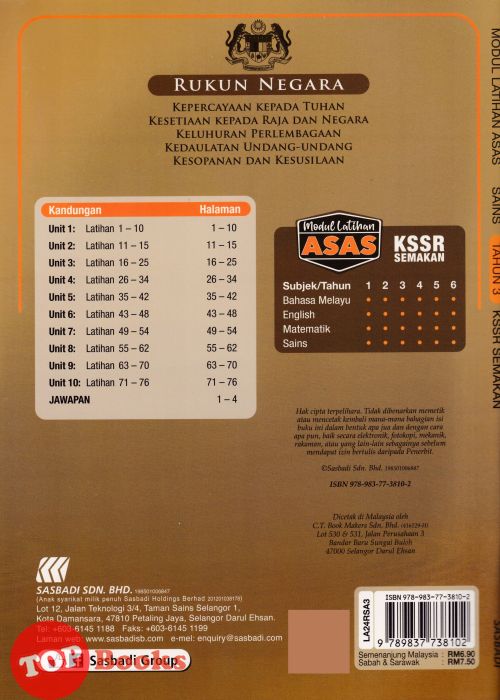 RUKUN NEGARA
KEPERCAYAAN KEPADA TUHAN
KESETIAAN KEPADA RAJA DAN NEGARA
KELUHURAN PERLEMBAGAAN
KEDAULATAN UNDANG-UNDANG
KESOPANAN DAN KESUSILAAN
Kandungan Halaman
Unit 1: Latihan 1 – 10 1 – 10
Unit 2: Latihan 11 – 15 11 – 15
Unit 3: Latihan 16 – 25 16 – 25
Unit 4: Latihan 26 – 34 26 – 34
Unit 5: Latihan 35 – 42 35 – 42
Unit 6: Latihan 43 – 48 43 – 48
Unit 7: Latihan 49 – 54 49 – 54
Unit 8: Latihan 55 – 62 55 – 62
Unit 9: Latihan 63 – 70 63 – 70
Unit 10: Latihan 71 – 76 71 – 76
JAWAPAN 1 – 4
Modul Latihan
ASAS
KSSR
SEMAKAN
Subjek/Tahun 1 2 3 4 5 6
Bahasa Melayu • • • • • •
English • • • • • •
Matematik • • • • • •
Sains • • • • • •
Hak cipta terpelihara. Tidak dibenarkan memetik
atau mencetak kembali mana-mana bahagian isi
buku ini dalam bentuk apa jua dan dengan cara
apa pun, baik secara elektronik, fotokopi, mekanik,
rakaman, atau yang lain-lain sebagainya sebelum
mendapat izin bertulis daripada Penerbit.
©Sasbadi Sdn. Bhd. 198501006847
ISBN 978-983-77-3810-2
Dicetak di Malaysia oleh
C.T. Book Makers Sdn. Bhd. (416129-H)
Lot 530 & 531, Jalan Perusahaan 3
Bandar Baru Sungai Buloh
47000 Selangor Darul Ehsan
SASBADI SDN. BHD. 198501006847
(Anak syarikat milik penuh Sasbadi Holdings Berhad 201201038178)
Lot 12, Jalan Teknologi 3/4, Taman Sains Selangor 1,
Kota Damansara, 47810 Petaling Jaya, Selangor Darul Ehsan.
Tel: +603-6145 1188 Faks: +603-6145 1199
Laman web: www.sasbadisb.com e-mel: enquiry@sasbadi.com
Sasbadi Group
TOP Books
LA24RSA3
ISBN 978-983-77-3810-2
9 789837 738102
Semenanjung Malaysia : RM6.90
Sabah & Sarawak : RM7.50
MODUL LATIHAN ASAS SAINS TAHUN 3 KSSR SEMAKAN